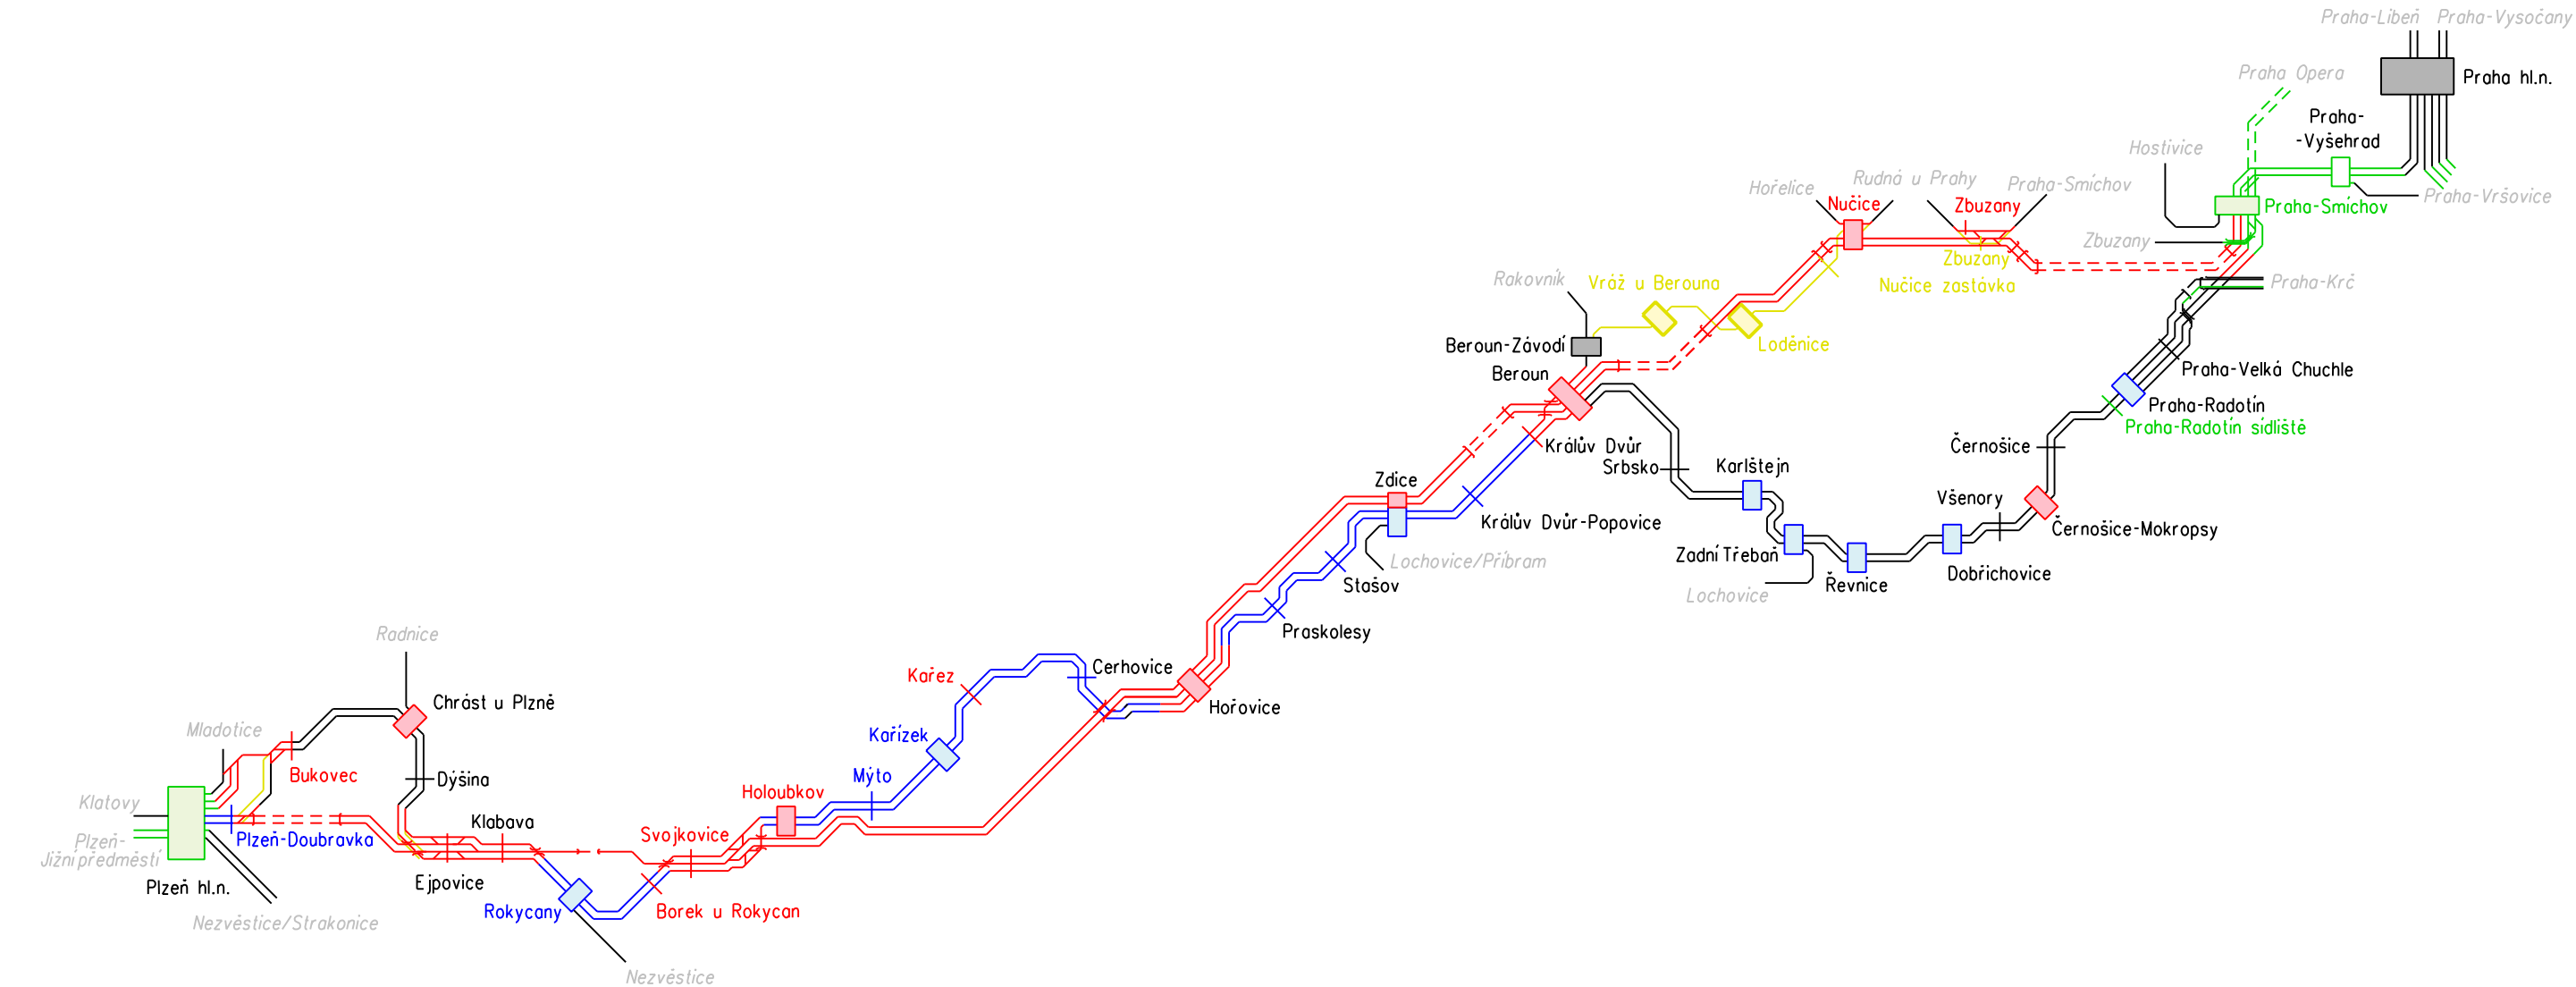 Praha-Libeň
Praha-Vysočany
Praha Opera
Praha hl.n.
Praha-
-Vyšehrad
Hostivice
Hořelice
Rudná u Prahy
Praha-Smíchov
Praha-Vršovice
Nučice
Zbuzany
Praha-Smíchov
Zbuzany
Zbuzany
Praha-Krč
Rakovník
Vráž u Berouna
Nučice zastávka
Beroun-Závodí
Loděnice
Beroun
Praha-Velká Chuchle
Praha-Radotín
Praha-Radotín sídliště
Králův Dvůr
Černošice
Srbsko
Karlštejn
Zdice
Všenory
Králův Dvůr-Popovice
Černošice-Mokropsy
Zadní Třebaň
Lochovice/Příbram
Dobřichovice
Stašov
Řevnice
Lochovice
Praskolesy
Radnice
Cerhovice
Kařez
Chrást u Plzně
Hořovice
Mladotice
Kařízek
Bukovec
Dýšina
Mýto
Holoubkov
Klatovy
Klabava
Svojkovice
Plzeň-Doubravka
Plzeň-
Jižní předměstí
Ejpovice
Plzeň hl.n.
Rokycany
Borek u Rokycan
Nezvěstice/Strakonice
Nezvěstice